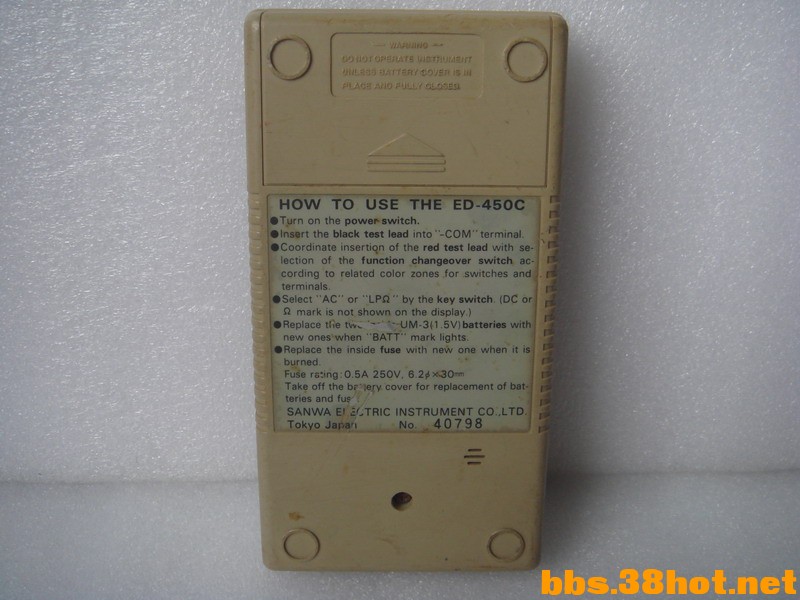 — WARNING —
DO NOT OPERATE INSTRUMENT
UNLESS BATTERY COVER IS IN
PLACE AND FULLY CLOSED
HOW TO USE THE ED-450C
●Turn on the power switch.
●Insert the black test lead into "-COM" terminal.
●Coordinate insertion of the red test lead with se-
lection of the function changeover switch ac-
cording to related color zones for switches and
terminals.
●Select "AC" or "LPΩ" by the key switch. (DC or
Ω mark is not shown on the display.)
●Replace the two UM-3(1.5V) batteries with
new ones when "BATT" mark lights.
●Replace the inside fuse with new one when it is
burned.
Fuse rating: 0.5A 250V, 6.2φ×30mm
Take off the battery cover for replacement of bat-
teries and fuse
SANWA ELECTRIC INSTRUMENT CO.,LTD.
Tokyo Japan No. 40798
bbs.38hot.net